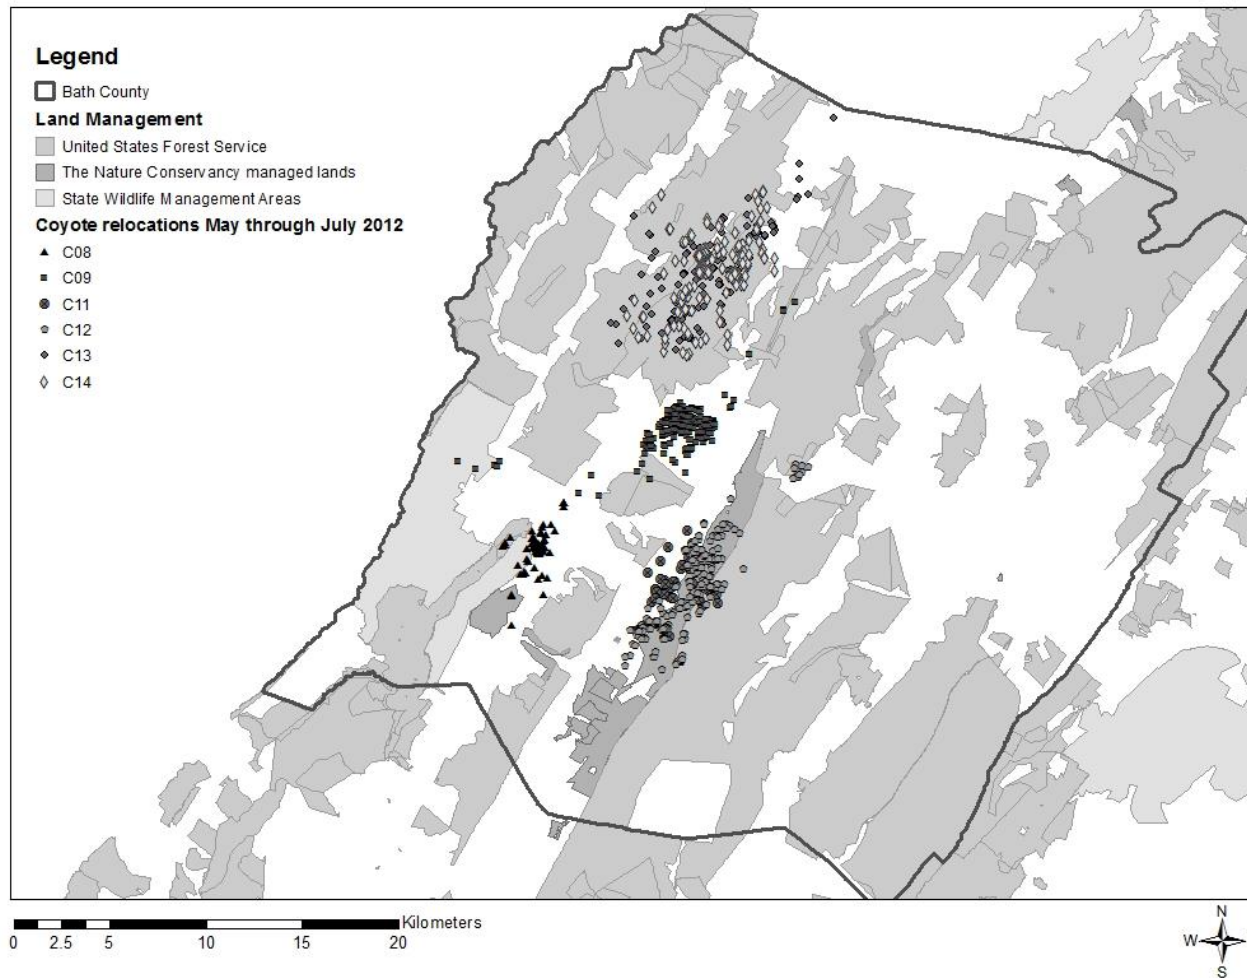 Legend
Bath County
Land Management
United States Forest Service
The Nature Conservancy managed lands
State Wildlife Management Areas
Coyote relocations May through July 2012
C08
C09
C11
C12
C13
C14
Kilometers
0 2.5 5 10 15 20
N
W E
S